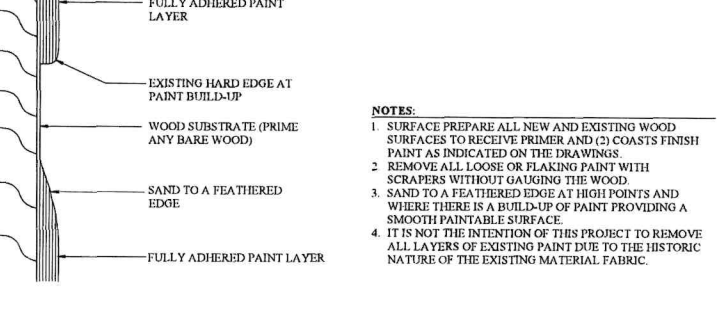 FULLY ADHERED PAINT
LAYER
EXISTING HARD EDGE AT
PAINT BUILD-UP
WOOD SUBSTRATE (PRIME
ANY BARE WOOD)
SAND TO A FEATHERED
EDGE
FULLY ADHERED PAINT LAYER
NOTES:
1. SURFACE PREPARE ALL NEW AND EXISTING WOOD
SURFACES TO RECEIVE PRIMER AND (2) COASTS FINISH
PAINT AS INDICATED ON THE DRAWINGS.
2 REMOVE ALL LOOSE OR FLAKING PAINT WITH
SCRAPERS WITHOUT GAUGING THE WOOD.
3. SAND TO A FEATHERED EDGE AT HIGH POINTS AND
WHERE THERE IS A BUILD-UP OF PAINT PROVIDING A
SMOOTH PAINTABLE SURFACE.
4. IT IS NOT THE INTENTION OF THIS PROJECT TO REMOVE
ALL LAYERS OF EXISTING PAINT DUE TO THE HISTORIC
NATURE OF THE EXISTING MATERIAL FABRIC.